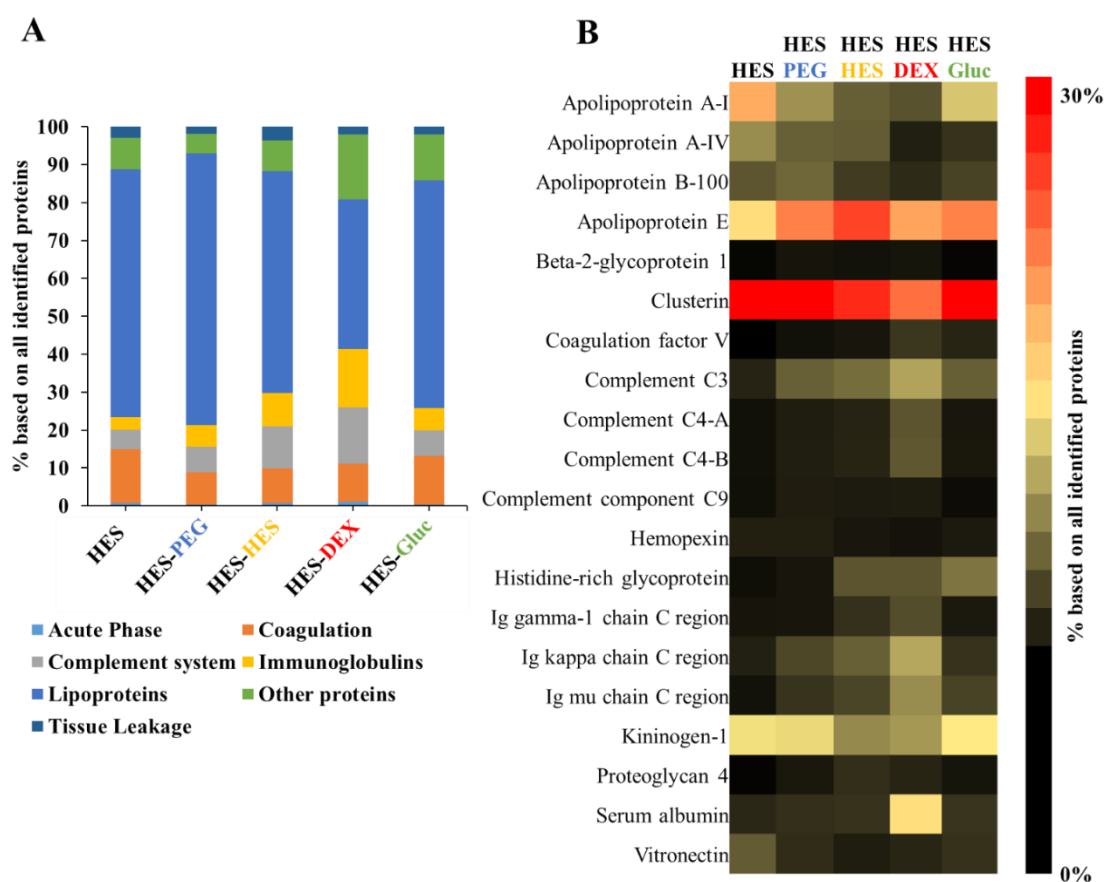 A
% based on all identified proteins
100
90
80
70
60
50
40
30
20
10
0
HES
HES-PEG
HES-HES
HES-DEX
HES-Gluc
Acute Phase
Coagulation
Complement system
Immunoglobulins
Lipoproteins
Other proteins
Tissue Leakage
B
HES HES HES HES
HES PEG HES DEX Gluc
Apolipoprotein A-I
Apolipoprotein A-IV
Apolipoprotein B-100
Apolipoprotein E
Beta-2-glycoprotein 1
Clusterin
Coagulation factor V
Complement C3
Complement C4-A
Complement C4-B
Complement component C9
Hemopexin
Histidine-rich glycoprotein
Ig gamma-1 chain C region
Ig kappa chain C region
Ig mu chain C region
Kininogen-1
Proteoglycan 4
Serum albumin
Vitronectin
30%
% based on all identified proteins
0%